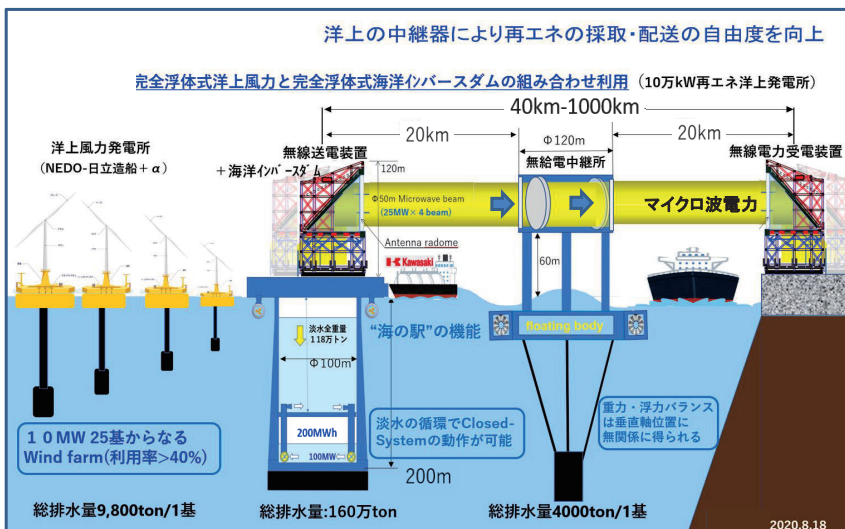 洋上の中継器により再エネの採取・配送の自由度を向上
完全浮体式洋上風力と完全浮体式海洋インバースダムの組み合わせ利用 (10万kW再エネ洋上発電所)
40km-1000km
20km
Φ120m
20km
洋上風力発電所
(NEDO-日立造船＋α)
無線送電装置
＋海洋ｲﾝﾊﾞｰｽﾀﾞﾑ
120m
無給電中継所
無線電力受電装置
Φ50m Microwave beam
(25MW×4 beam)
マイクロ波電力
Antenna radome
Kawasaki
60m
淡水全重量
118万トン
"海の駅"の機能
floating body
Φ100m
１０MW 25基からなる
Wind farm(利用率>40%)
200MWh
100MW
淡水の循環でClosed-
Systemの動作が可能
200m
重力・浮力バランス
は垂直軸位置に
無関係に得られる
総排水量9,800ton/1基
総排水量:160万ton
総排水量4000ton/1基
2020.8.18